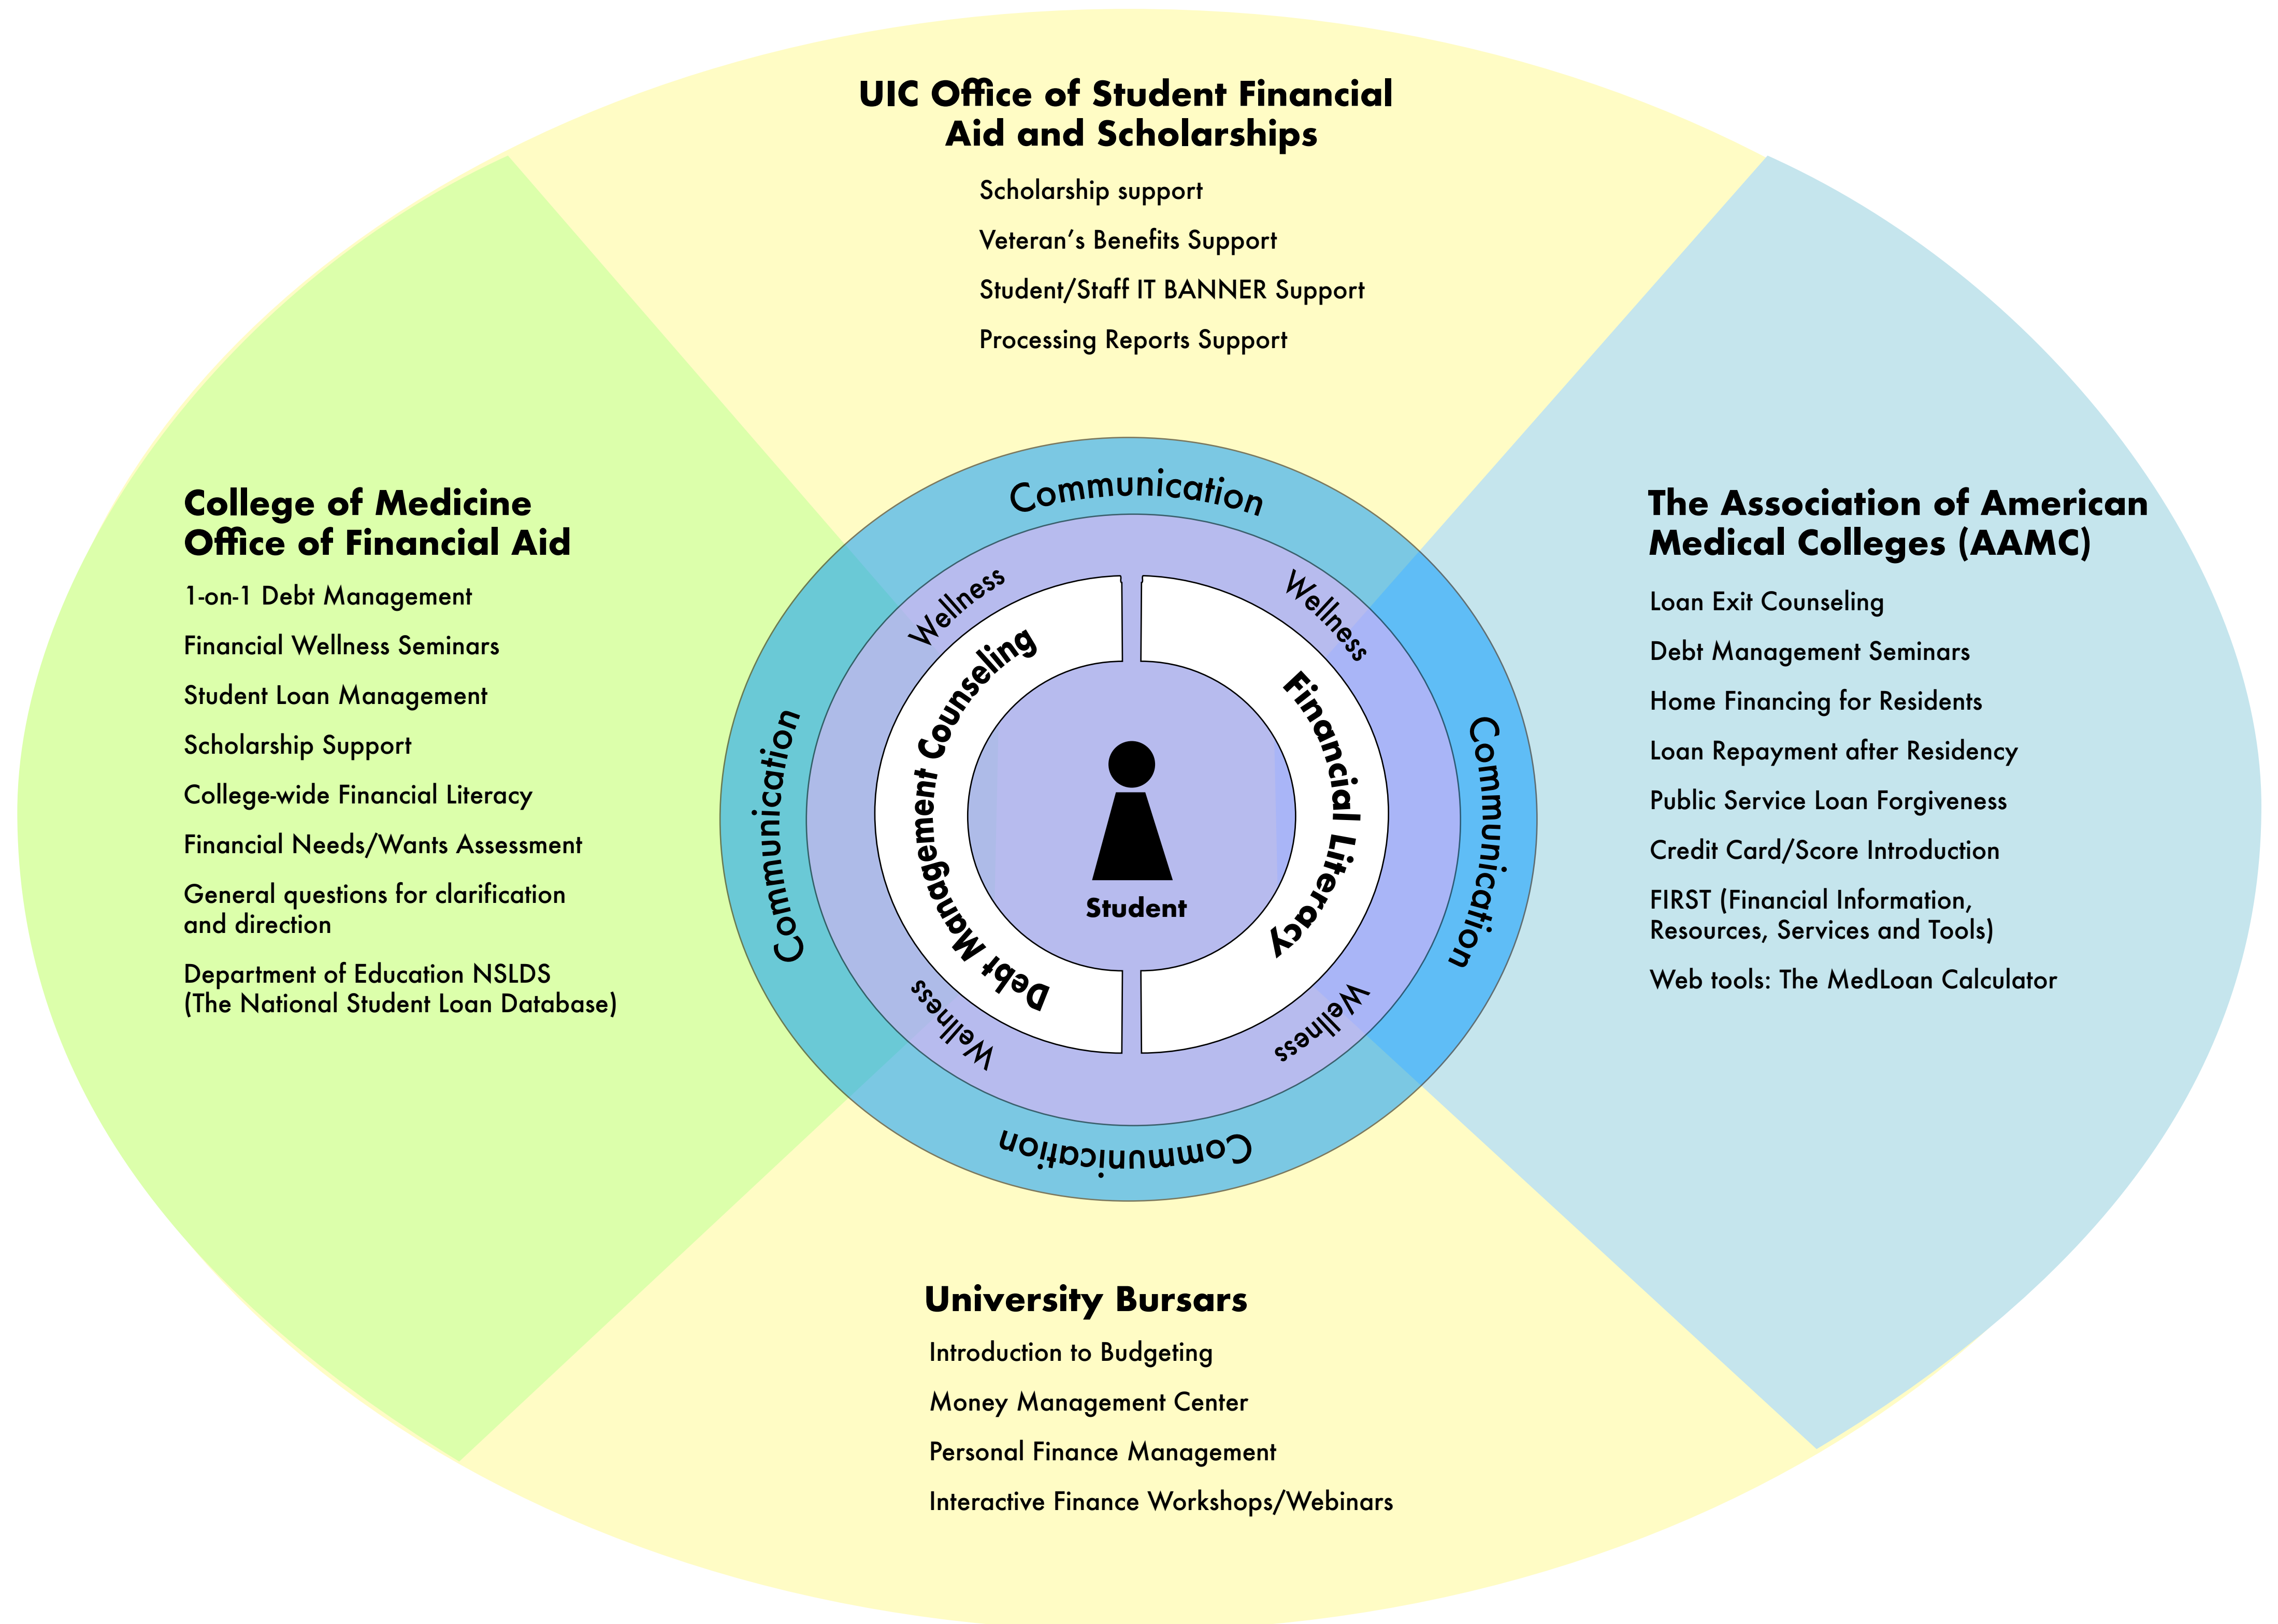 UIC Office of Student Financial
Aid and Scholarships
Scholarship support
Veteran’s Benefits Support
Student/Staff IT BANNER Support
Processing Reports Support
College of Medicine
Office of Financial Aid
1-on-1 Debt Management
Financial Wellness Seminars
Student Loan Management
Scholarship Support
College-wide Financial Literacy
Financial Needs/Wants Assessment
General questions for clarification
and direction
Department of Education NSLDS
(The National Student Loan Database)
Communication
Communication
Communication
Communication
Wellness
Wellness
Wellness
Wellness
Debt Management Counseling
Financial Literacy
Student
The Association of American
Medical Colleges (AAMC)
Loan Exit Counseling
Debt Management Seminars
Home Financing for Residents
Loan Repayment after Residency
Public Service Loan Forgiveness
Credit Card/Score Introduction
FIRST (Financial Information,
Resources, Services and Tools)
Web tools: The MedLoan Calculator
University Bursars
Introduction to Budgeting
Money Management Center
Personal Finance Management
Interactive Finance Workshops/Webinars